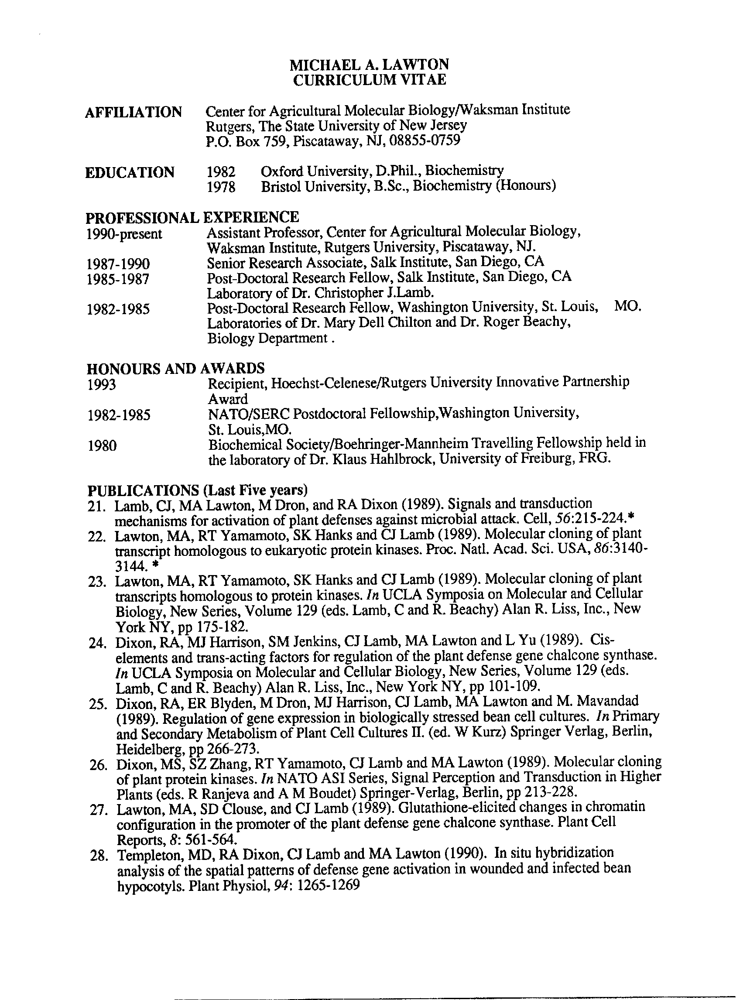 MICHAEL A. LAWTON
CURRICULUM VITAE
AFFILIATION Center for Agricultural Molecular Biology/Waksman Institute
Rutgers, The State University of New Jersey
P.O. Box 759, Piscataway, NJ, 08855-0759
EDUCATION 1982 Oxford University, D.Phil., Biochemistry
1978 Bristol University, B.Sc., Biochemistry (Honours)
PROFESSIONAL EXPERIENCE
1990-present Assistant Professor, Center for Agricultural Molecular Biology,
Waksman Institute, Rutgers University, Piscataway, NJ.
1987-1990 Senior Research Associate, Salk Institute, San Diego, CA
1985-1987 Post-Doctoral Research Fellow, Salk Institute, San Diego, CA
Laboratory of Dr. Christopher J.Lamb.
1982-1985 Post-Doctoral Research Fellow, Washington University, St. Louis, MO.
Laboratories of Dr. Mary Dell Chilton and Dr. Roger Beachy,
Biology Department .
HONOURS AND AWARDS
1993 Recipient, Hoechst-Celenese/Rutgers University Innovative Partnership
Award
1982-1985 NATO/SERC Postdoctoral Fellowship,Washington University,
St. Louis,MO.
1980 Biochemical Society/Boehringer-Mannheim Travelling Fellowship held in
the laboratory of Dr. Klaus Hahlbrock, University of Freiburg, FRG.
PUBLICATIONS (Last Five years)
21. Lamb, CJ, MA Lawton, M Dron, and RA Dixon (1989). Signals and transduction
mechanisms for activation of plant defenses against microbial attack. Cell, 56:215-224.*
22. Lawton, MA, RT Yamamoto, SK Hanks and CJ Lamb (1989). Molecular cloning of plant
transcript homologous to eukaryotic protein kinases. Proc. Natl. Acad. Sci. USA, 86:3140-
3144. *
23. Lawton, MA, RT Yamamoto, SK Hanks and CJ Lamb (1989). Molecular cloning of plant
transcripts homologous to protein kinases. In UCLA Symposia on Molecular and Cellular
Biology, New Series, Volume 129 (eds. Lamb, C and R. Beachy) Alan R. Liss, Inc., New
York NY, pp 175-182.
24. Dixon, RA, MJ Harrison, SM Jenkins, CJ Lamb, MA Lawton and L Yu (1989). Cis-
elements and trans-acting factors for regulation of the plant defense gene chalcone synthase.
In UCLA Symposia on Molecular and Cellular Biology, New Series, Volume 129 (eds.
Lamb, C and R. Beachy) Alan R. Liss, Inc., New York NY, pp 101-109.
25. Dixon, RA, ER Blyden, M Dron, MJ Harrison, CJ Lamb, MA Lawton and M. Mavandad
(1989). Regulation of gene expression in biologically stressed bean cell cultures. In Primary
and Secondary Metabolism of Plant Cell Cultures II. (ed. W Kurz) Springer Verlag, Berlin,
Heidelberg, pp 266-273.
26. Dixon, MS, SZ Zhang, RT Yamamoto, CJ Lamb and MA Lawton (1989). Molecular cloning
of plant protein kinases. In NATO ASI Series, Signal Perception and Transduction in Higher
Plants (eds. R Ranjeva and A M Boudet) Springer-Verlag, Berlin, pp 213-228.
27. Lawton, MA, SD Clouse, and CJ Lamb (1989). Glutathione-elicited changes in chromatin
configuration in the promoter of the plant defense gene chalcone synthase. Plant Cell
Reports, 8: 561-564.
28. Templeton, MD, RA Dixon, CJ Lamb and MA Lawton (1990). In situ hybridization
analysis of the spatial patterns of defense gene activation in wounded and infected bean
hypocotyls. Plant Physiol, 94: 1265-1269